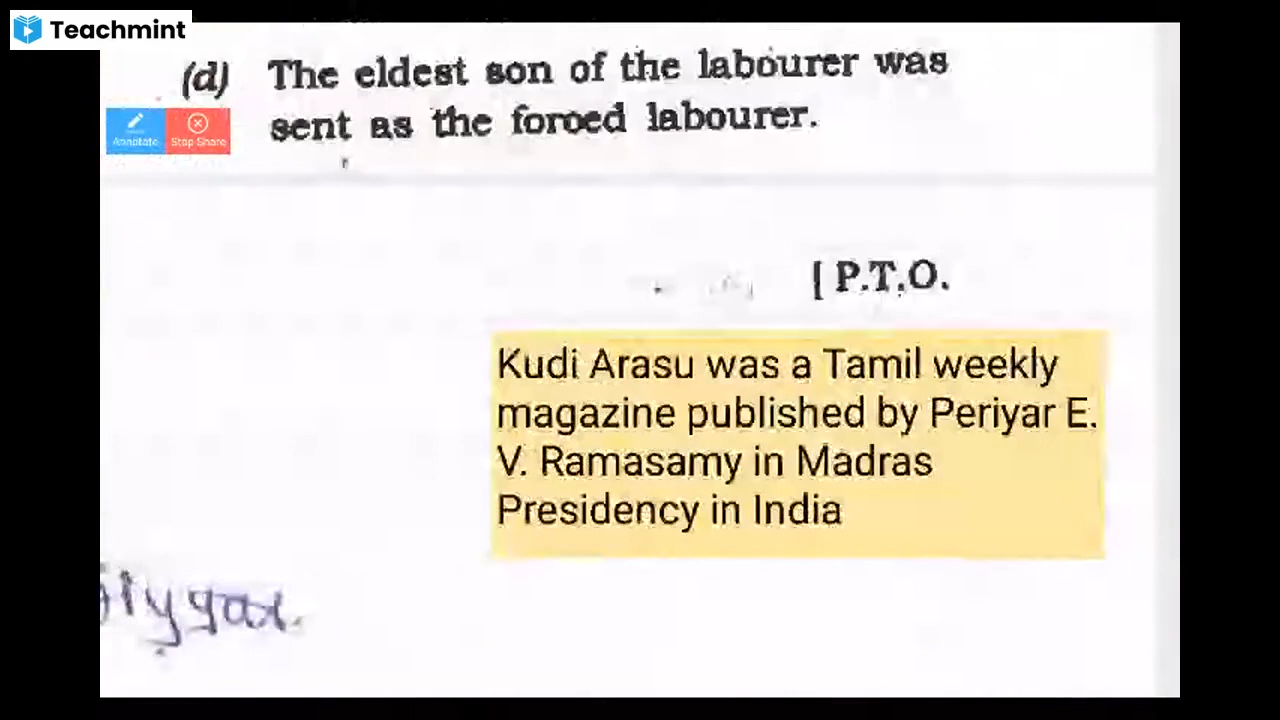 Teachmint
(d) The eldest son of the labourer was
sent as the forced labourer.
Annotate Stop Share
[ P.T.O.
Kudi Arasu was a Tamil weekly
magazine published by Periyar E.
V. Ramasamy in Madras
Presidency in India